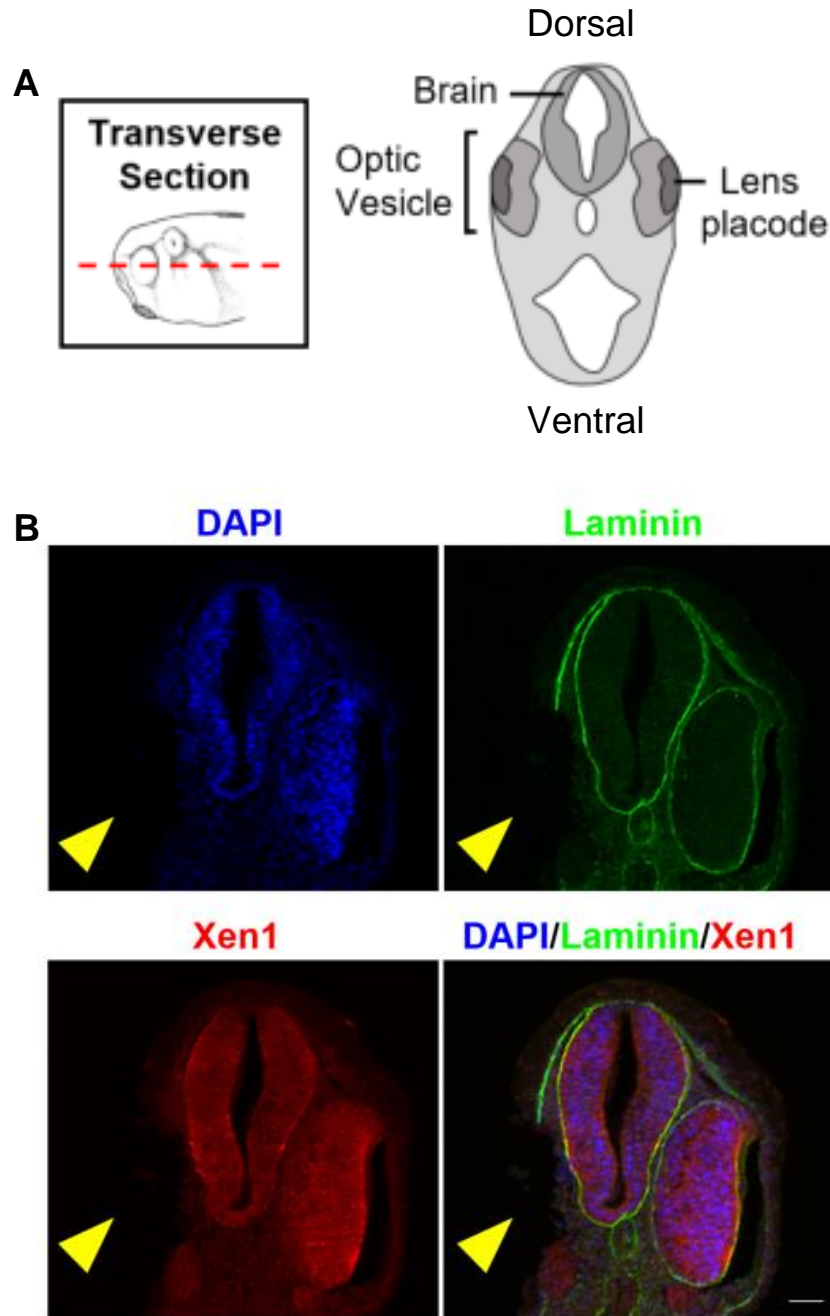 Dorsal
A
Transverse
Section
Brain
Optic
Vesicle
Lens
placode
Ventral
B
DAPI
Laminin
Xen1
DAPI/Laminin/Xen1